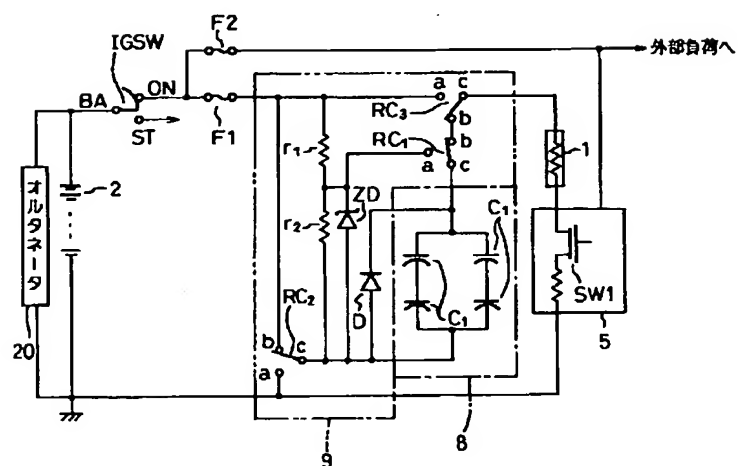 F2
外部負荷へ
IGSW
BA
ON
ST
F1
a
c
RC3
b
r1
RC1
b
a
c
1
2
オルタネータ
ZD
r2
C1
D
C1
SW1
RC2
b
c
a
20
5
9
8